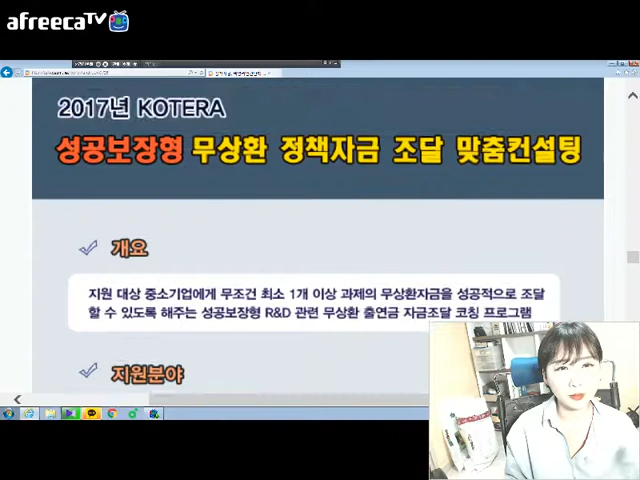 afreecaTV
2017년 KOTERA
성공보장형 무상환 정책자금 조달 맞춤컨설팅
개요
지원 대상 중소기업에게 무조건 최소 1개 이상 과제의 무상환자금을 성공적으로 조달
할 수 있도록 해주는 성공보장형 R&D 관련 무상환 출연금 자금조달 코칭 프로그램
지원분야